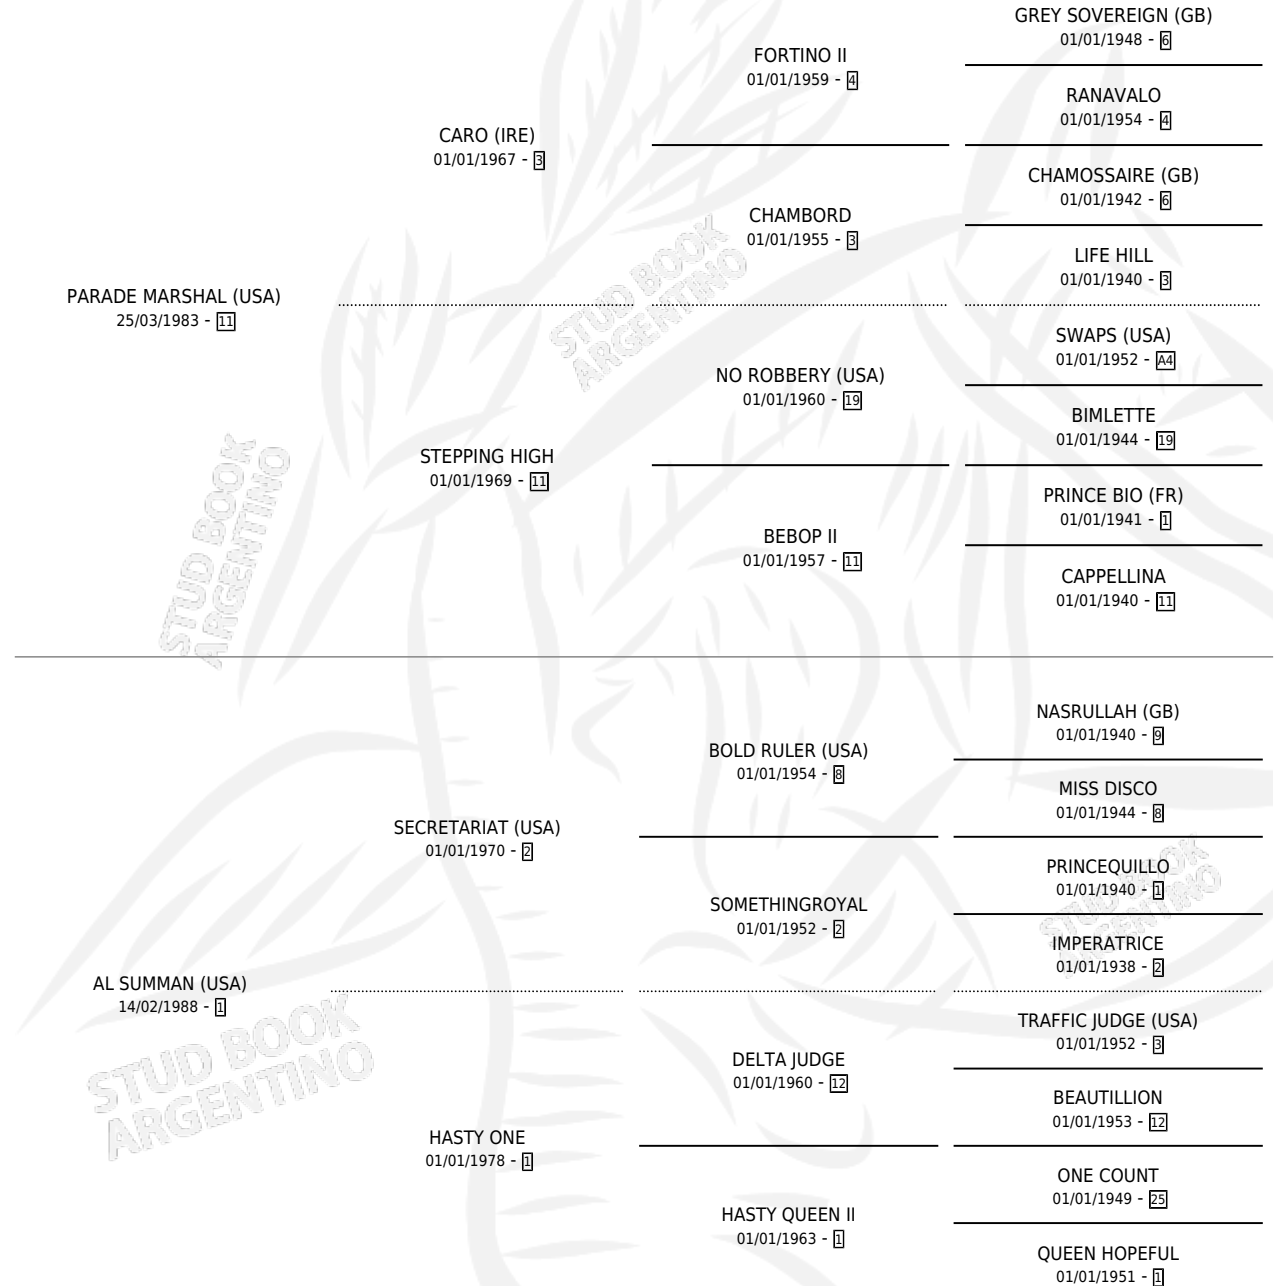 GREY SOVEREIGN (GB)
01/01/1948 - 6
FORTINO II
01/01/1959 - 4
RANAVALO
01/01/1954 - 4
CARO (IRE)
01/01/1967 - 3
CHAMOSSAIRE (GB)
01/01/1942 - 6
CHAMBORD
01/01/1955 - 3
LIFE HILL
01/01/1940 - 3
PARADE MARSHAL (USA)
25/03/1983 - 11
SWAPS (USA)
01/01/1952 - A4
NO ROBBERY (USA)
01/01/1960 - 19
BIMLETTE
01/01/1944 - 19
STEPPING HIGH
01/01/1969 - 11
PRINCE BIO (FR)
01/01/1941 - 1
BEBOP II
01/01/1957 - 11
CAPPELLINA
01/01/1940 - 11
NASRULLAH (GB)
01/01/1940 - 9
BOLD RULER (USA)
01/01/1954 - 8
MISS DISCO
01/01/1944 - 8
SECRETARIAT (USA)
01/01/1970 - 2
PRINCEQUILLO
01/01/1940 - 1
SOMETHINGROYAL
01/01/1952 - 2
IMPERATRICE
01/01/1938 - 2
AL SUMMAN (USA)
14/02/1988 - 1
TRAFFIC JUDGE (USA)
01/01/1952 - 3
DELTA JUDGE
01/01/1960 - 12
BEAUTILLION
01/01/1953 - 12
HASTY ONE
01/01/1978 - 1
ONE COUNT
01/01/1949 - 25
HASTY QUEEN II
01/01/1963 - 1
QUEEN HOPEFUL
01/01/1951 - 1
STUD BOOK
ARGENTINO
STUD BOOK
ARGENTINO
STUD BOOK
ARGENTINO
STUD BOOK
ARGENTINO